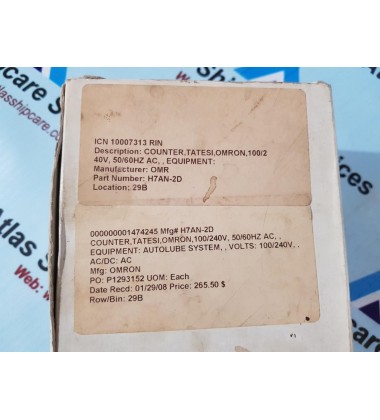 ICN 10007313 RIN
Description: COUNTER,TATESI,OMRON,100/2
40V, 50/60HZ AC, , EQUIPMENT:
Manufacturer: OMR
Part Number: H7AN-2D
Location; 29B
000000001474245 Mfg# H7AN-2D
COUNTER,TATESI,OMRON,100/240V, 50/60HZ AC, ,
EQUIPMENT: AUTOLUBE SYSTEM, , VOLTS: 100/240V, ,
AC/DC: AC
Mfg: OMRON
PO: P1293152 UOM: Each
Date Recd: 01/29/08 Price: 265.50 $
Row/Bin: 29B